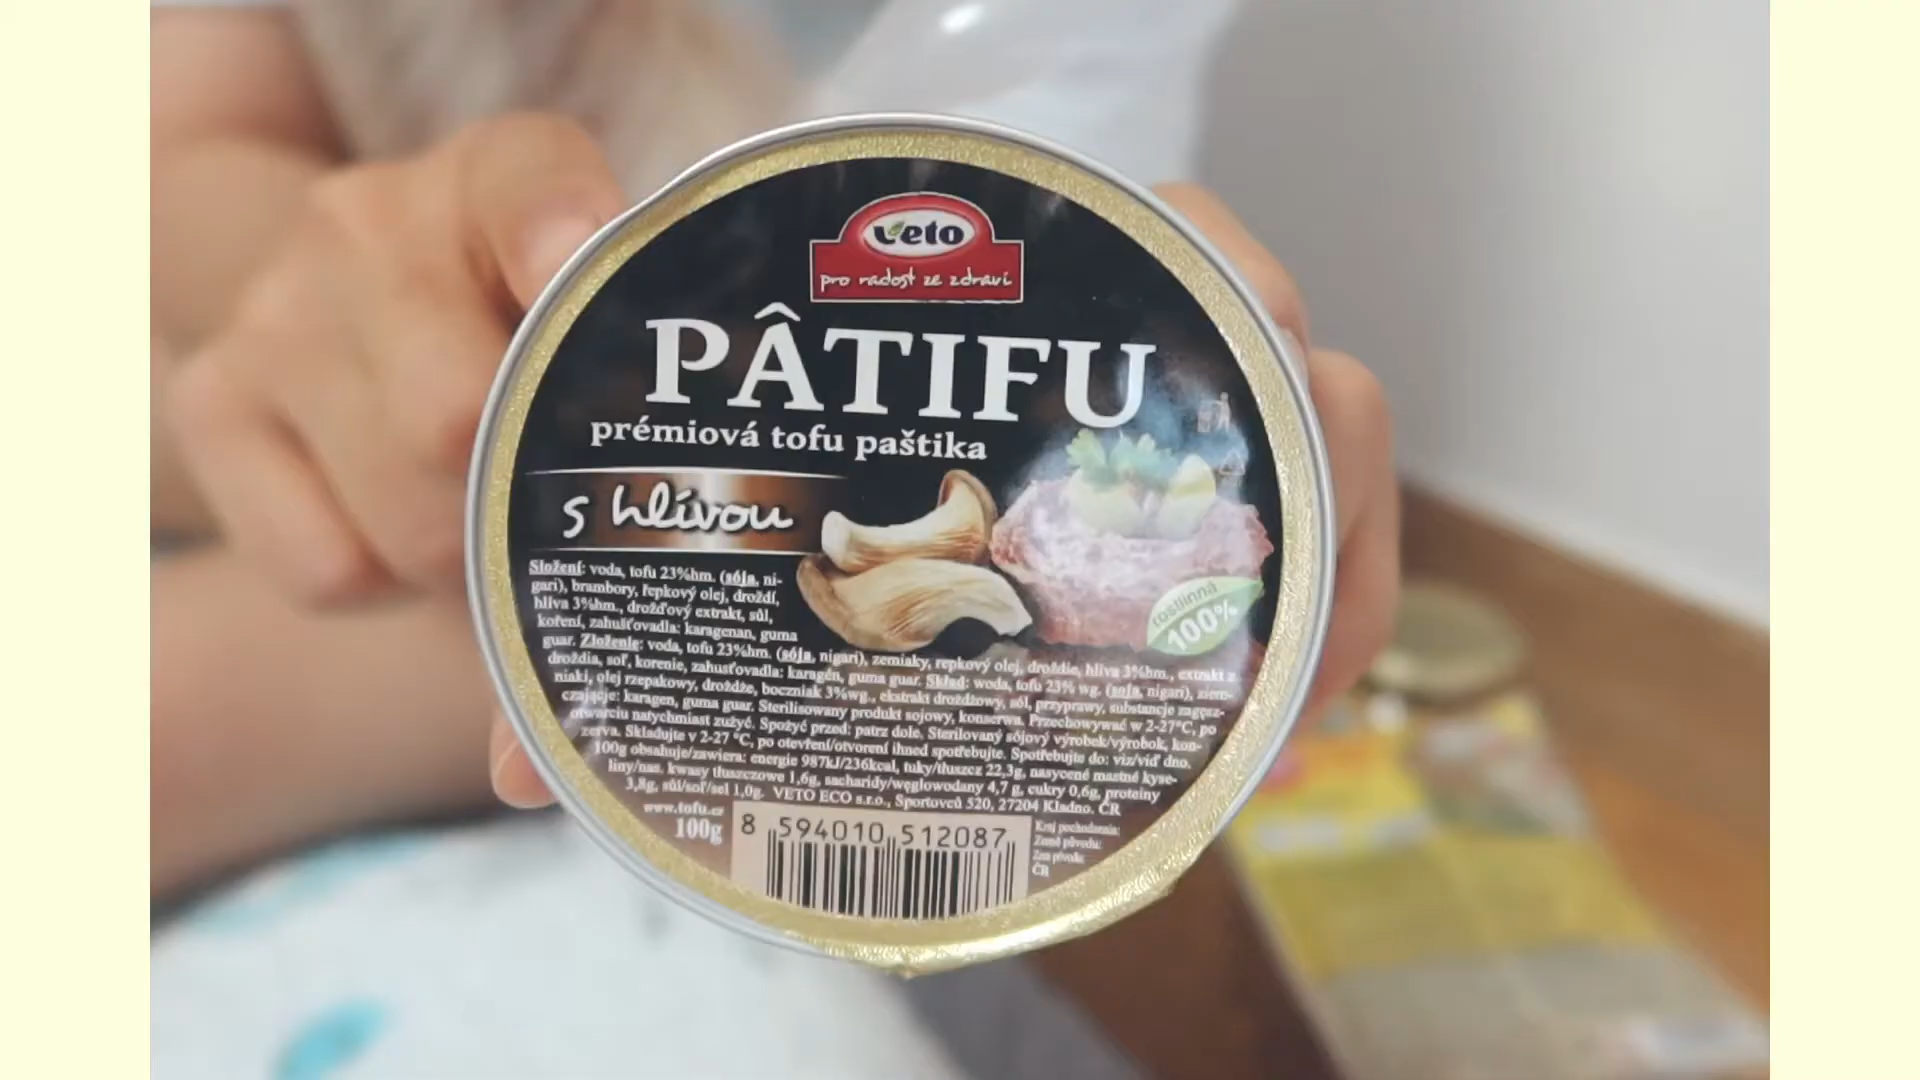 veto
pro radost ze zdraví
PÂTIFU
prémiová tofu paštika
s hlívou
rostlinná
100%
Složení: voda, tofu 23%hm. (sója, ni-
gari), brambory, řepkový olej, droždí,
hlíva 3%hm., drožďový extrakt, sůl,
koření, zahušťovadla: karagenan, guma
guar. Zloženie: voda, tofu 23%hm. (sója, nigari), zemiaky, repkový olej, droždie, hliva 3%hm., extrakt z
droždia, soľ, korenie, zahusťovadla: karagén, guma guar. Skład: woda, tofu 23% wg. (soja, nigari), ziem-
niaki, olej rzepakowy, drożdże, boczniak 3%wg., ekstrakt drożdżowy, sól, przyprawy, substancje zagęsz-
czające: karagen, guma guar. Sterilisowany produkt sojowy, konserwa. Przechowywać w 2-27°C, po
otwarciu natychmiast zużyć. Spożyć przed: patrz dole. Sterilovaný sójový výrobek/výrobok, kon-
zerva. Skladujte v 2-27 °C, po otevření/otvorení ihned spotřebujte. Spotřebujte do: viz/viď dno.
100g obsahuje/zawiera: energie 987kJ/236kcal, tuky/tłuszcz 22,3g, nasycené mastné kyse-
liny/nas. kwasy tłuszczowe 1,6g, sacharidy/węglowodany 4,7 g, cukry 0,6g, proteiny
3,8g, sůl/soľ/sel 1,0g. VETO ECO s.r.o., Sportovců 520, 27204 Kladno, ČR
www.tofu.cz
100g
8 594010 512087
Kraj pochodzenia:
Země původu:
ČR